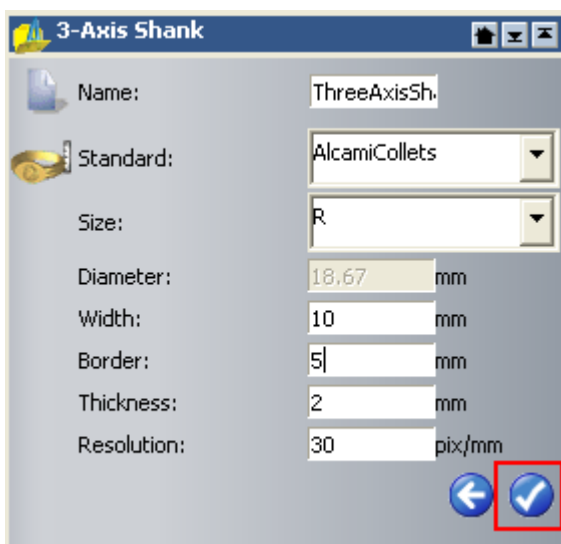 3-Axis Shank
Name: ThreeAxisSh
Standard: AlcamiCollets
Size: R
Diameter: 18.67 mm
Width: 10 mm
Border: 5 mm
Thickness: 2 mm
Resolution: 30 pix/mm